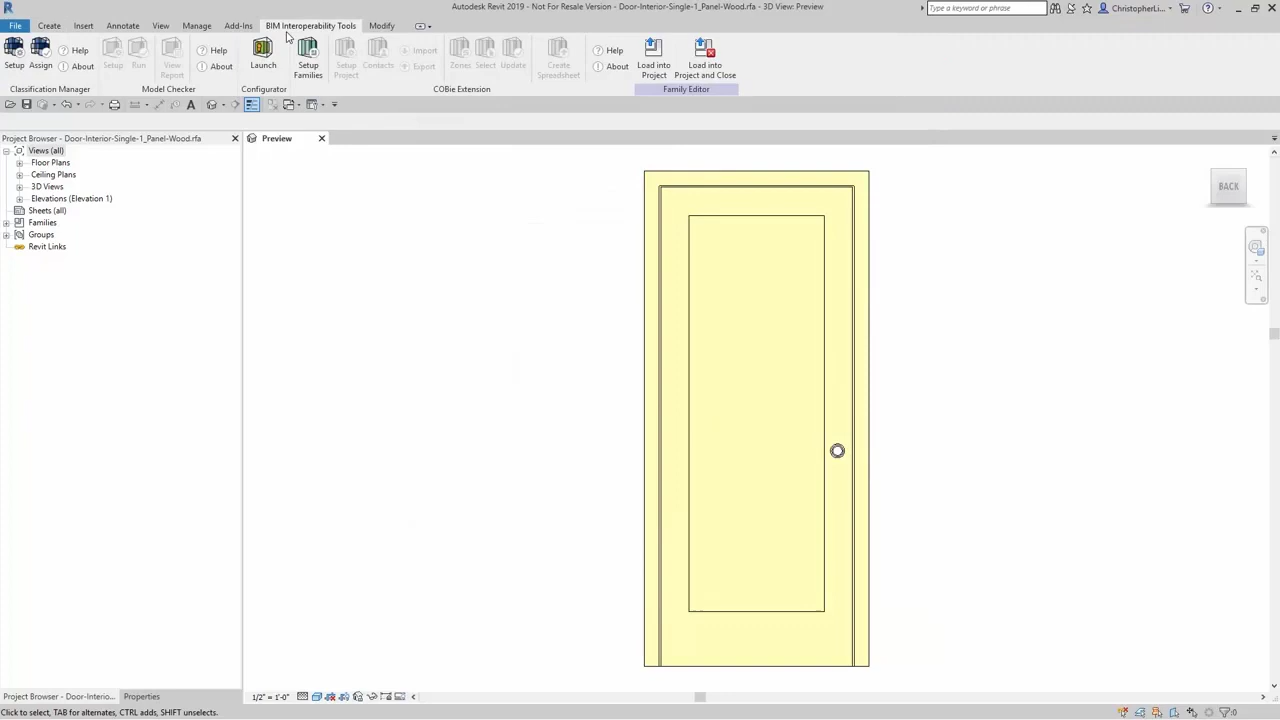 Autodesk Revit 2019 - Not For Resale Version - Door-Interior-Single-1_Panel-Wood.rfa - 3D View: Preview
Type a keyword or phrase
ChristopherLi...
File Create Insert Annotate View Manage Add-Ins BIM Interoperability Tools Modify
Setup Assign Help About
Classification Manager
Setup Run View Report Help About
Model Checker
Launch
Configurator
Setup Families Setup Project Contacts Import Export Zones Select Update Create Spreadsheet Help About
COBie Extension
Load into Project Load into Project and Close
Family Editor
Project Browser - Door-Interior-Single-1_Panel-Wood.rfa
Preview
Views (all)
Floor Plans
Ceiling Plans
3D Views
Elevations (Elevation 1)
Sheets (all)
Families
Groups
Revit Links
BACK
Project Browser - Door-Interio... Properties
1/2" = 1'-0"
Click to select, TAB for alternates, CTRL adds, SHIFT unselects.
:0